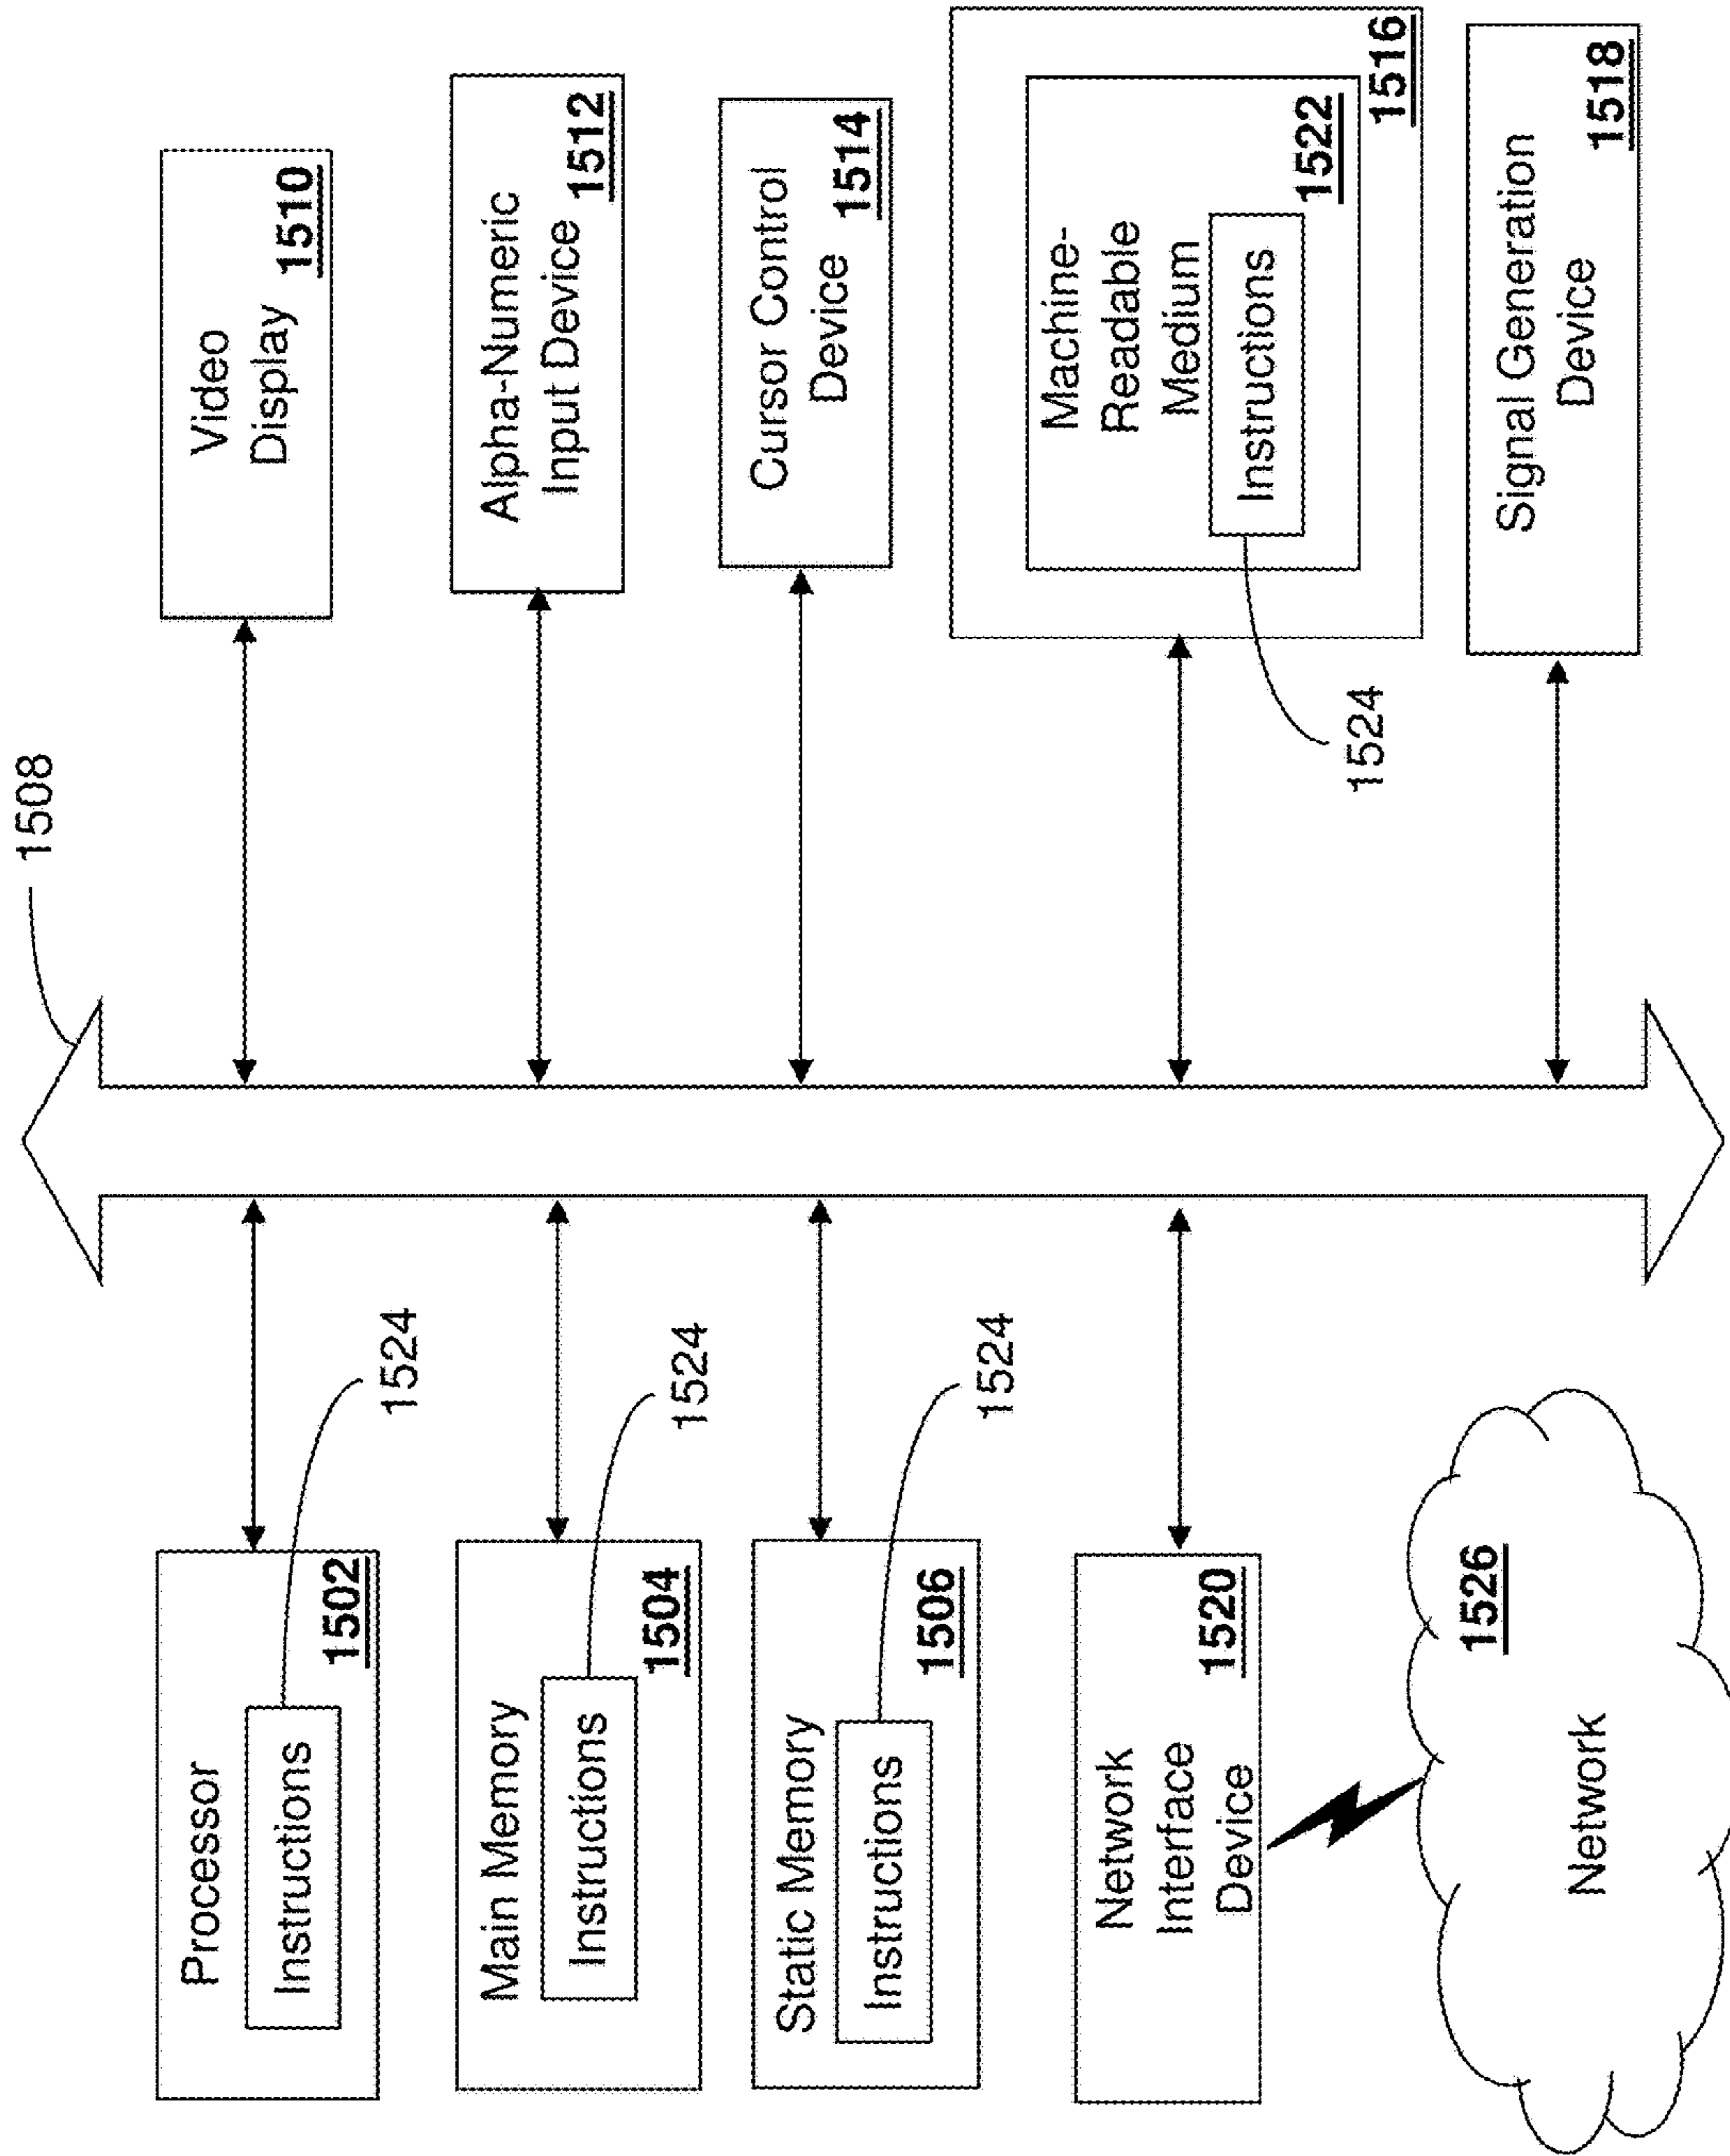 1508
Processor
Instructions
1502
1524
Main Memory
Instructions
1504
1524
Static Memory
Instructions
1506
1524
Network
Interface
Device
1520
1526
Network
Video
Display
1510
Alpha-Numeric
Input Device
1512
Cursor Control
Device
1514
Machine-
Readable
Medium
1522
Instructions
1516
1524
Signal Generation
Device
1518